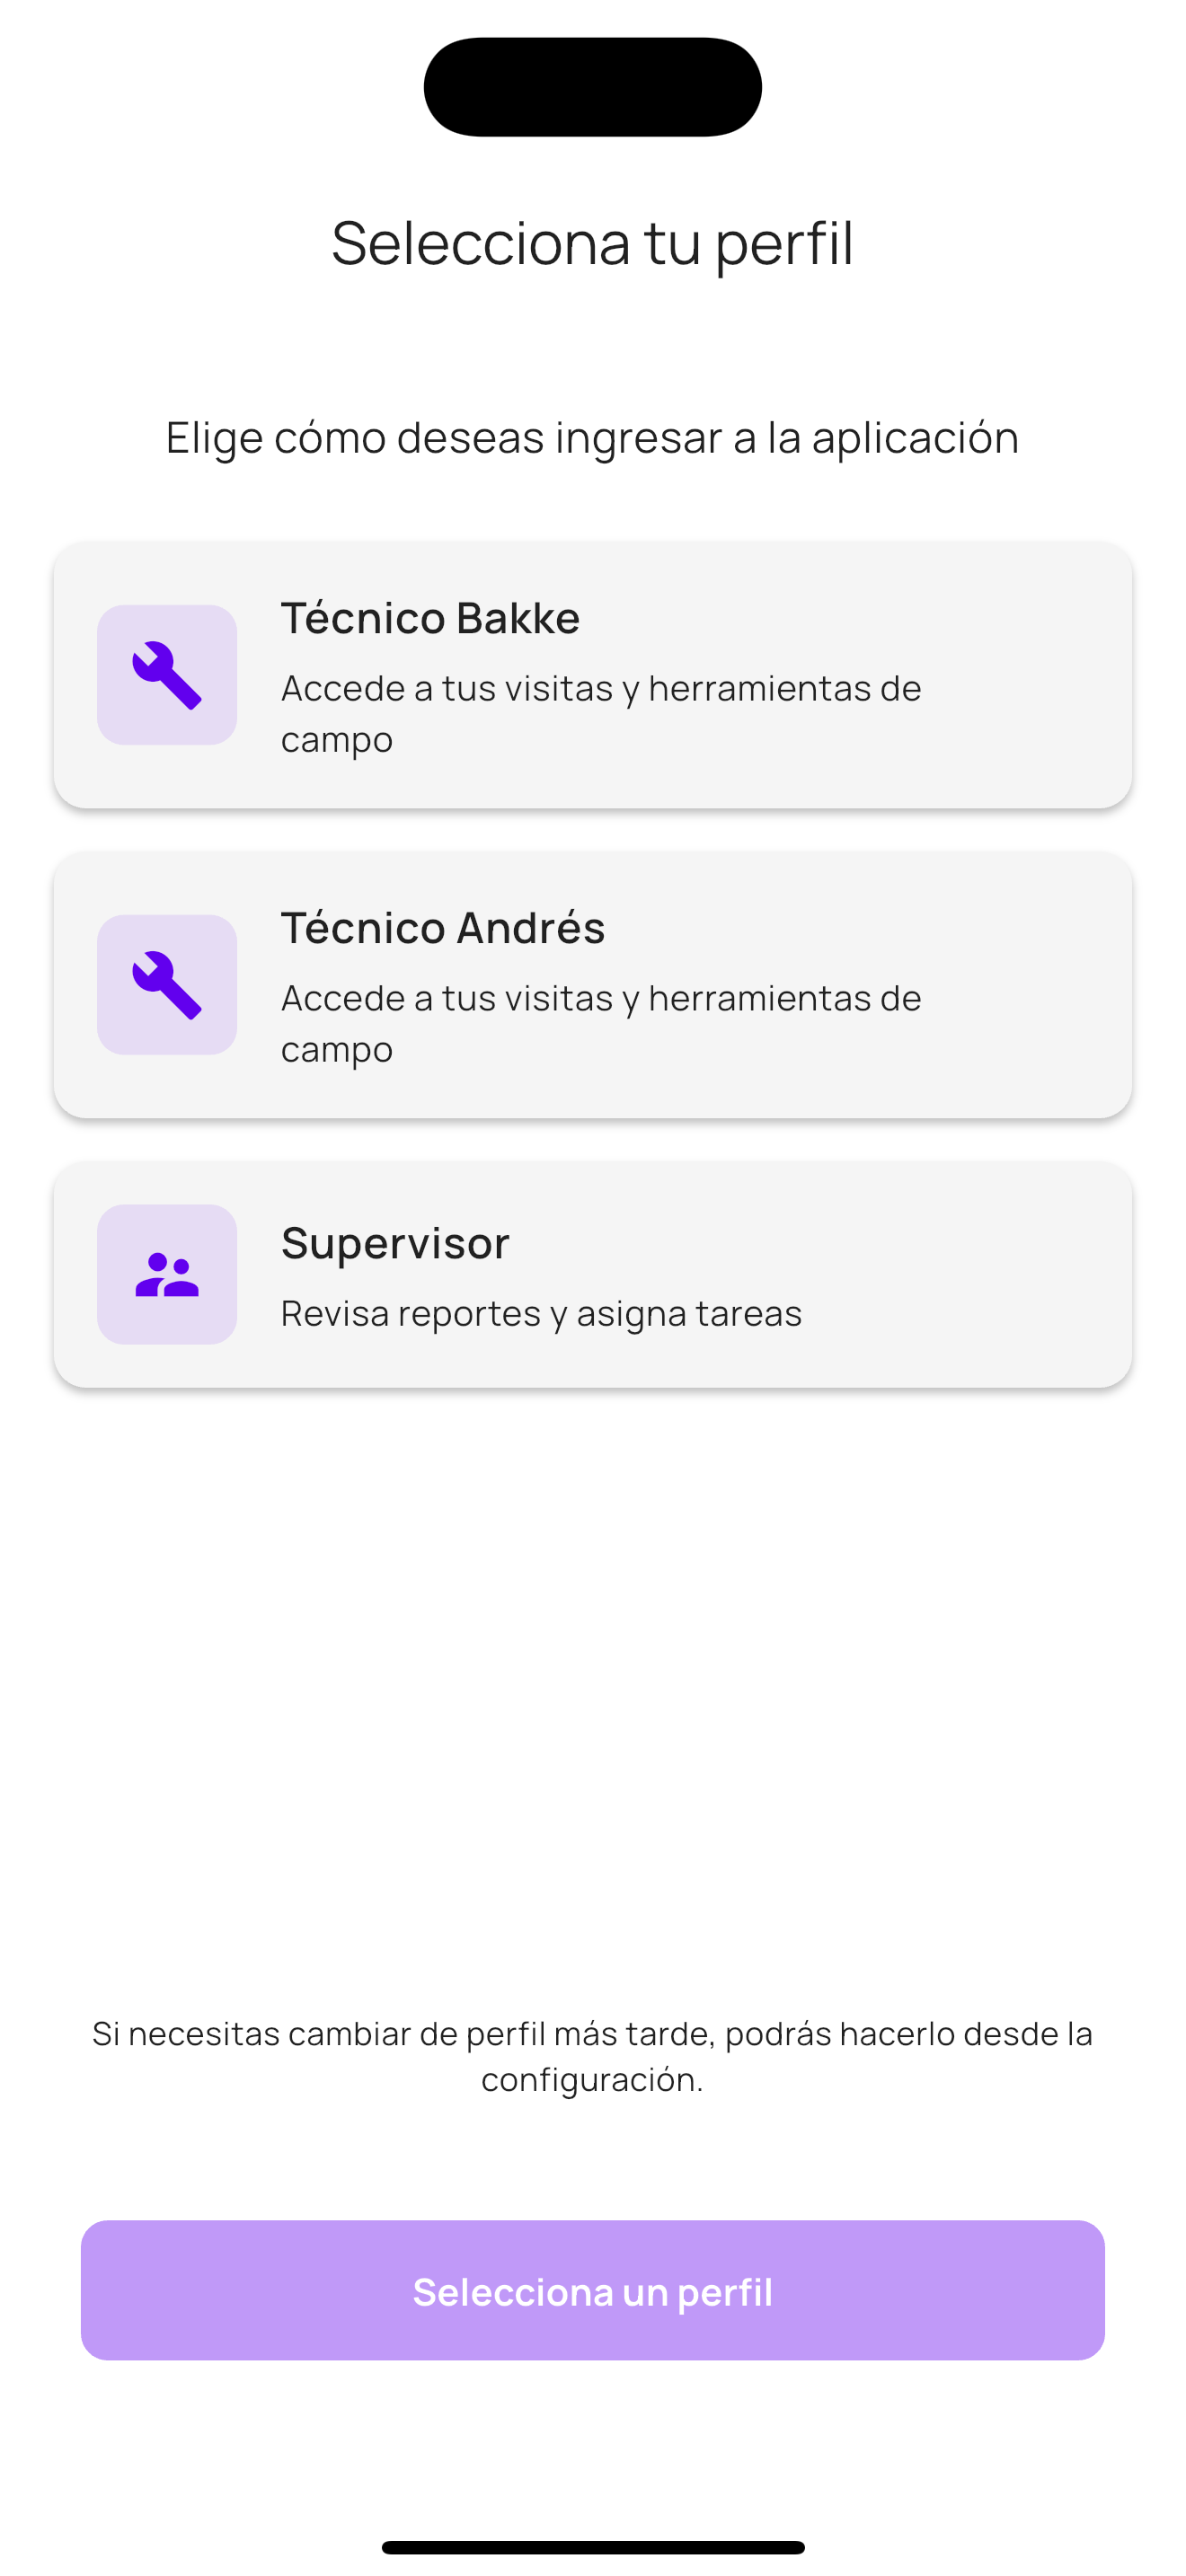 Selecciona tu perfil
Elige cómo deseas ingresar a la aplicación
Técnico Bakke
Accede a tus visitas y herramientas de
campo
Técnico Andrés
Accede a tus visitas y herramientas de
campo
Supervisor
Revisa reportes y asigna tareas
Si necesitas cambiar de perfil más tarde, podrás hacerlo desde la
configuración.
Selecciona un perfil